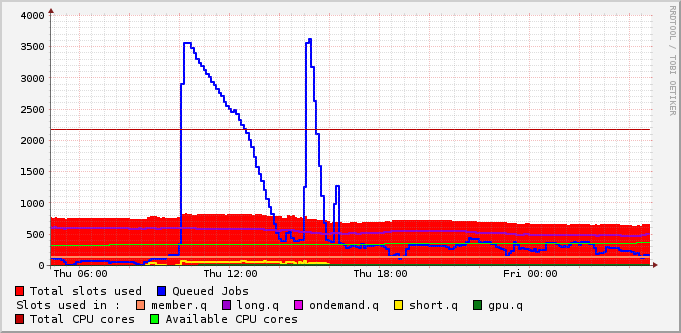 RRDTOOL / TOBI OETIKER
4000
3500
3000
2500
2000
1500
1000
500
0
Thu 06:00 Thu 12:00 Thu 18:00 Fri 00:00
Total slots used Queued Jobs
Slots used in : member.q long.q ondemand.q short.q gpu.q
Total CPU cores Available CPU cores